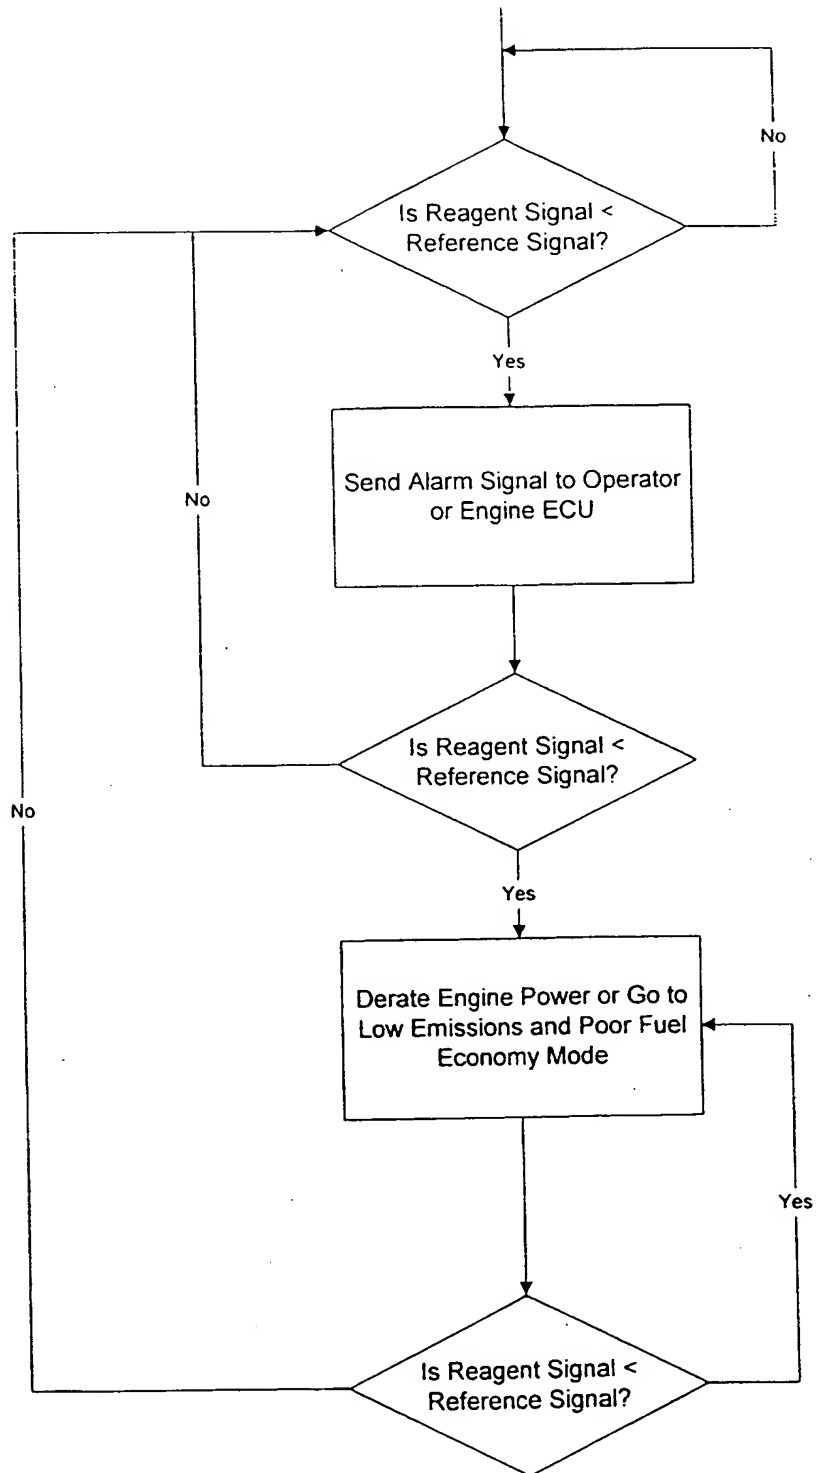 No
Is Reagent Signal <
Reference Signal?
Yes
Send Alarm Signal to Operator
or Engine ECU
No
Is Reagent Signal <
Reference Signal?
No
Yes
Derate Engine Power or Go to
Low Emissions and Poor Fuel
Economy Mode
Yes
Is Reagent Signal <
Reference Signal?